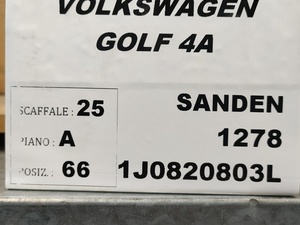 VOLKSWAGEN
GOLF 4A
SCAFFALE : 25
PIANO : A
POSIZ. : 66
SANDEN
1278
1J0820803L